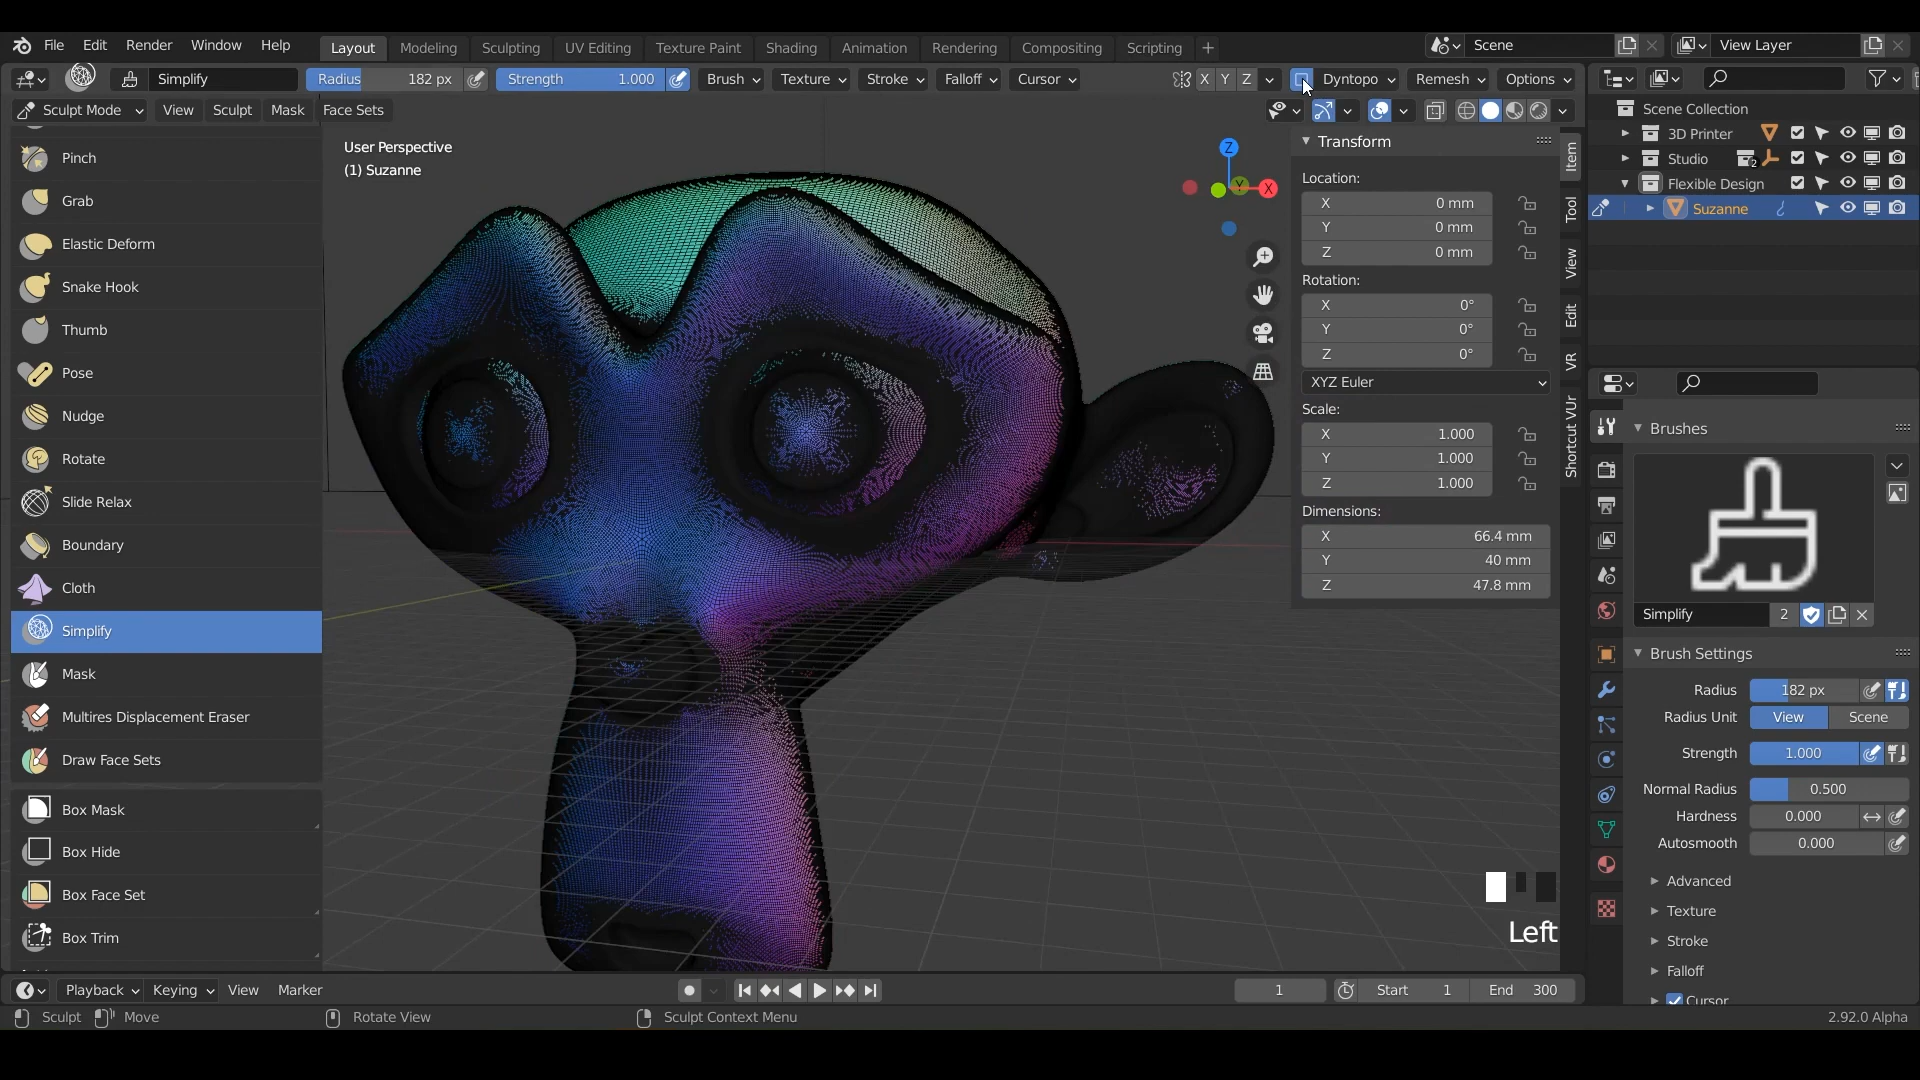 File Edit Render Window Help Layout Modeling Sculpting UV Editing Texture Paint Shading Animation Rendering Compositing Scripting + Scene View Layer
Simplify Radius 182 px Strength 1.000 Brush Texture Stroke Falloff Cursor X Y Z Dyntopo Remesh Options
Sculpt Mode View Sculpt Mask Face Sets
Pinch
Grab
Elastic Deform
Snake Hook
Thumb
Pose
Nudge
Rotate
Slide Relax
Boundary
Cloth
Simplify
Mask
Multires Displacement Eraser
Draw Face Sets
Box Mask
Box Hide
Box Face Set
Box Trim
User Perspective
(1) Suzanne
Z
Y
X
Transform
Location:
X 0 mm
Y 0 mm
Z 0 mm
Rotation:
X 0°
Y 0°
Z 0°
XYZ Euler
Scale:
X 1.000
Y 1.000
Z 1.000
Dimensions:
X 66.4 mm
Y 40 mm
Z 47.8 mm
Item
Tool
View
Edit
VR
Shortcut VUr
Left
Scene Collection
3D Printer
Studio 2
Flexible Design
Suzanne
Brushes
Simplify 2
Brush Settings
Radius 182 px
Radius Unit View Scene
Strength 1.000
Normal Radius 0.500
Hardness 0.000
Autosmooth 0.000
Advanced
Texture
Stroke
Falloff
Cursor
Playback Keying View Marker 1 Start 1 End 300
Sculpt Move Rotate View Sculpt Context Menu 2.92.0 Alpha